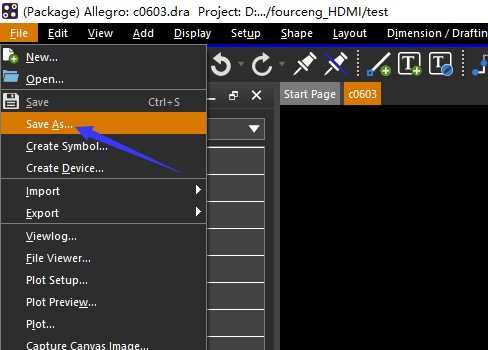 (Package) Allegro: c0603.dra Project: D:.../fourceng_HDMI/test
File Edit View Add Display Setup Shape Layout Dimension / Drafting
New...
Open...
Start Page c0603
Save Ctrl+S
Save As...
Create Symbol...
Create Device...
Import
Export
Viewlog...
File Viewer...
Plot Setup...
Plot Preview...
Plot...
Capture Canvas Image...